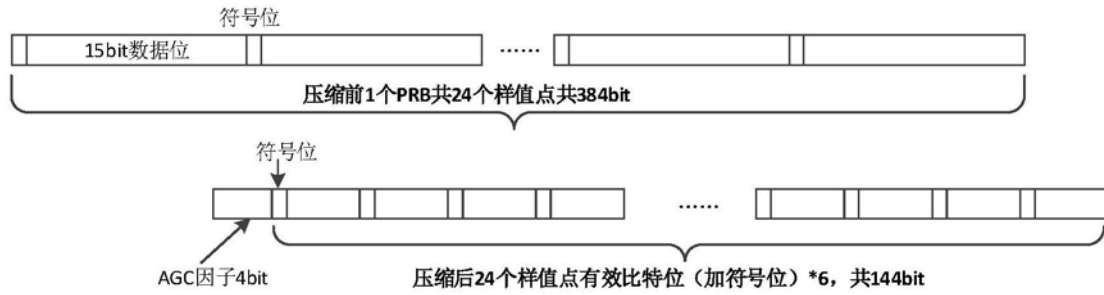 符号位
15bit数据位
......
压缩前1个PRB共24个样值点共384bit
符号位
......
AGC因子4bit
压缩后24个样值点有效比特位（加符号位）*6，共144bit